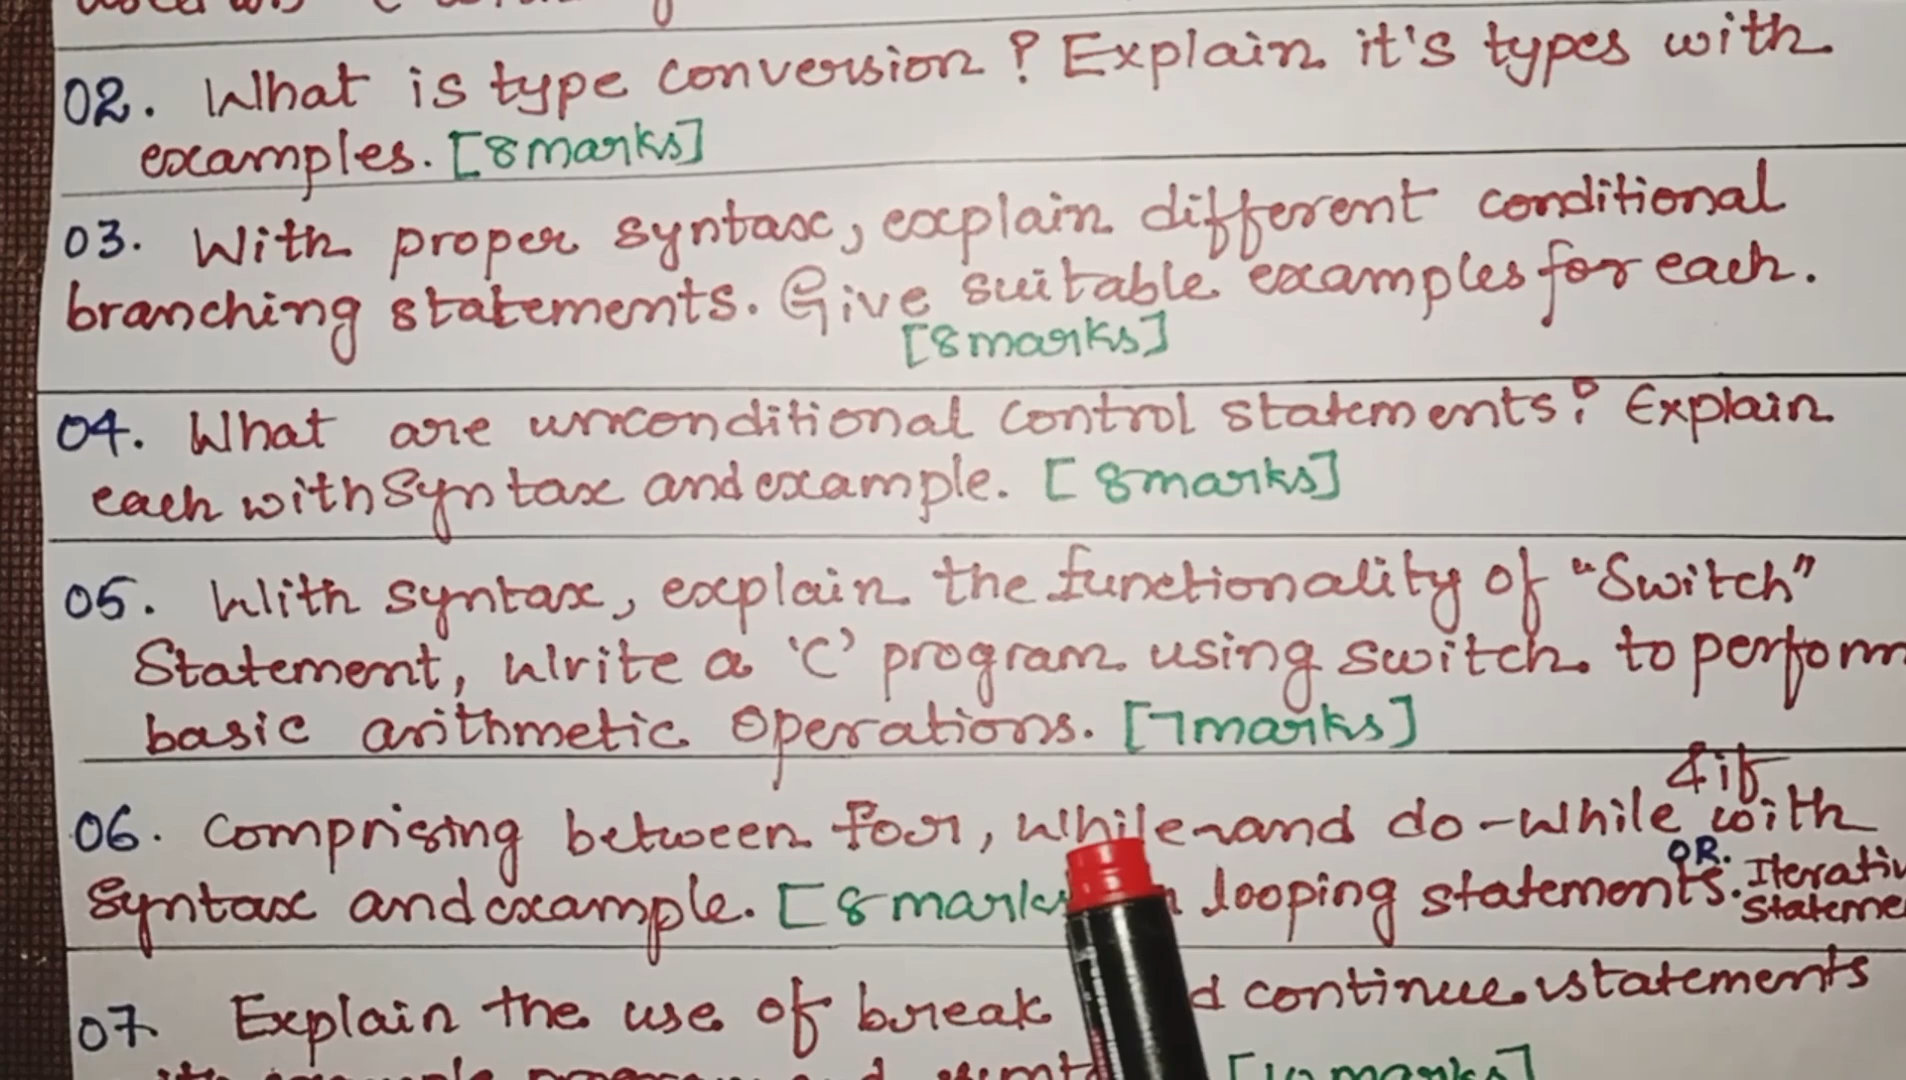 02. What is type conversion? Explain it's types with
examples. [8marks]
03. With proper syntax, explain different conditional
branching statements. Give suitable examples for each.
[8marks]
04. What are unconditional control statements? Explain
each with Syntax and example. [8marks]
05. With syntax, explain the functionality of "Switch"
Statement, Write a 'C' program using switch to perform
basic arithmetic Operations. [7marks]
& if
06. Comprising between for, while and do-while with
OR.
Syntax and example. [8marks looping statements. Iterativ
Stateme
07. Explain the use of break continue statements
[10marks]